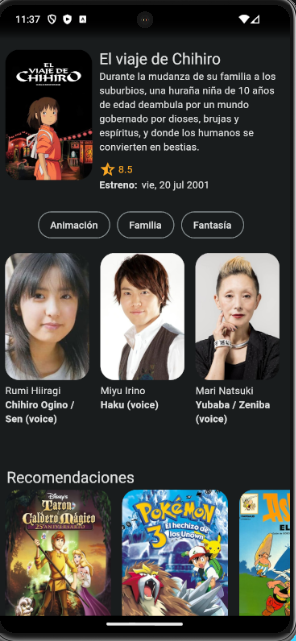 11:37
EL
VIAJE DE
CHIHIRO
El viaje de Chihiro
Durante la mudanza de su familia a los
suburbios, una huraña niña de 10 años
de edad deambula por un mundo
gobernado por dioses, brujas y
espíritus, y donde los humanos se
convierten en bestias.
8.5
Estreno: vie, 20 jul 2001
Animación
Familia
Fantasía
Rumi Hiiragi
Chihiro Ogino /
Sen (voice)
Miyu Irino
Haku (voice)
Mari Natsuki
Yubaba / Zeniba
(voice)
Recomendaciones
Disney's
Taron
Caldero Mágico
25 ANIVERSARIO
POKéMON
3 El hechizo
de los Unown